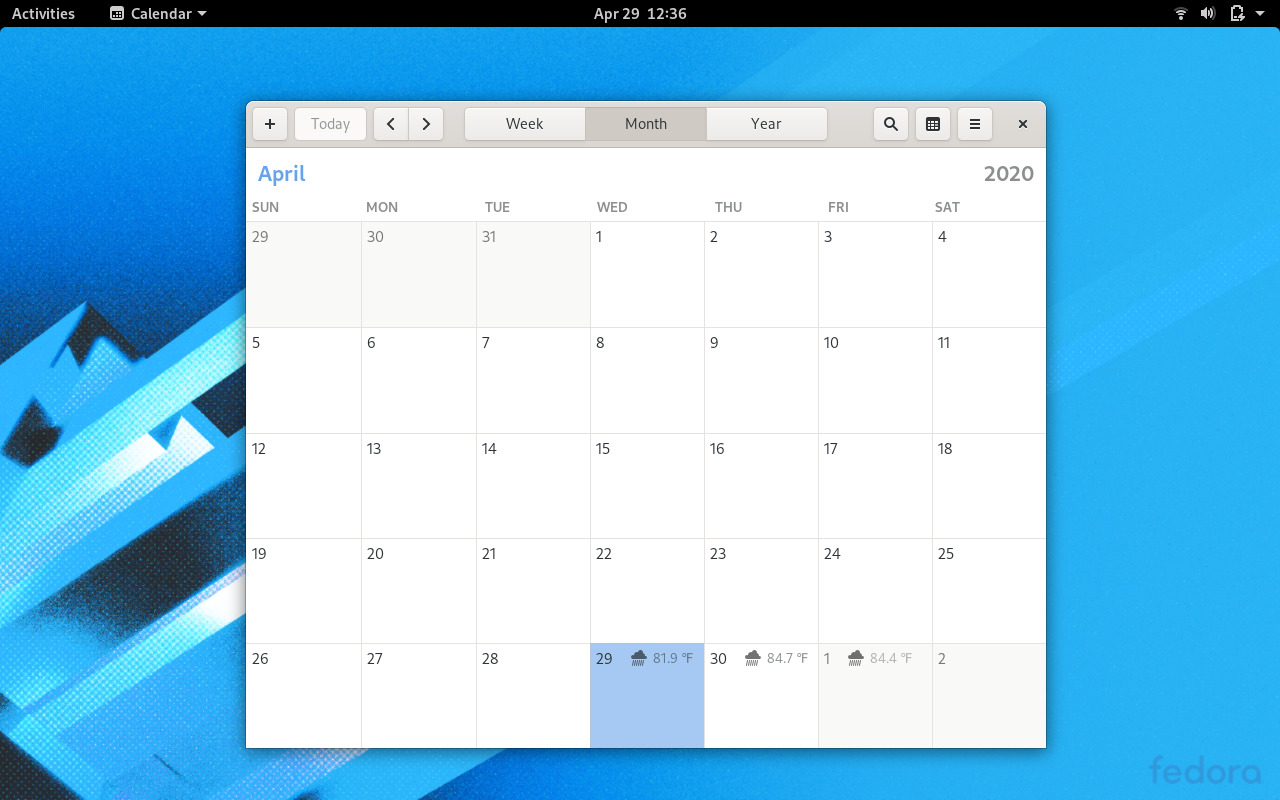 Activities Calendar Apr 29 12:36
+ Today Week Month Year
April 2020
SUN MON TUE WED THU FRI SAT
29 30 31 1 2 3 4
5 6 7 8 9 10 11
12 13 14 15 16 17 18
19 20 21 22 23 24 25
26 27 28 29 81.9 °F 30 84.7 °F 1 84.4 °F 2
fedora